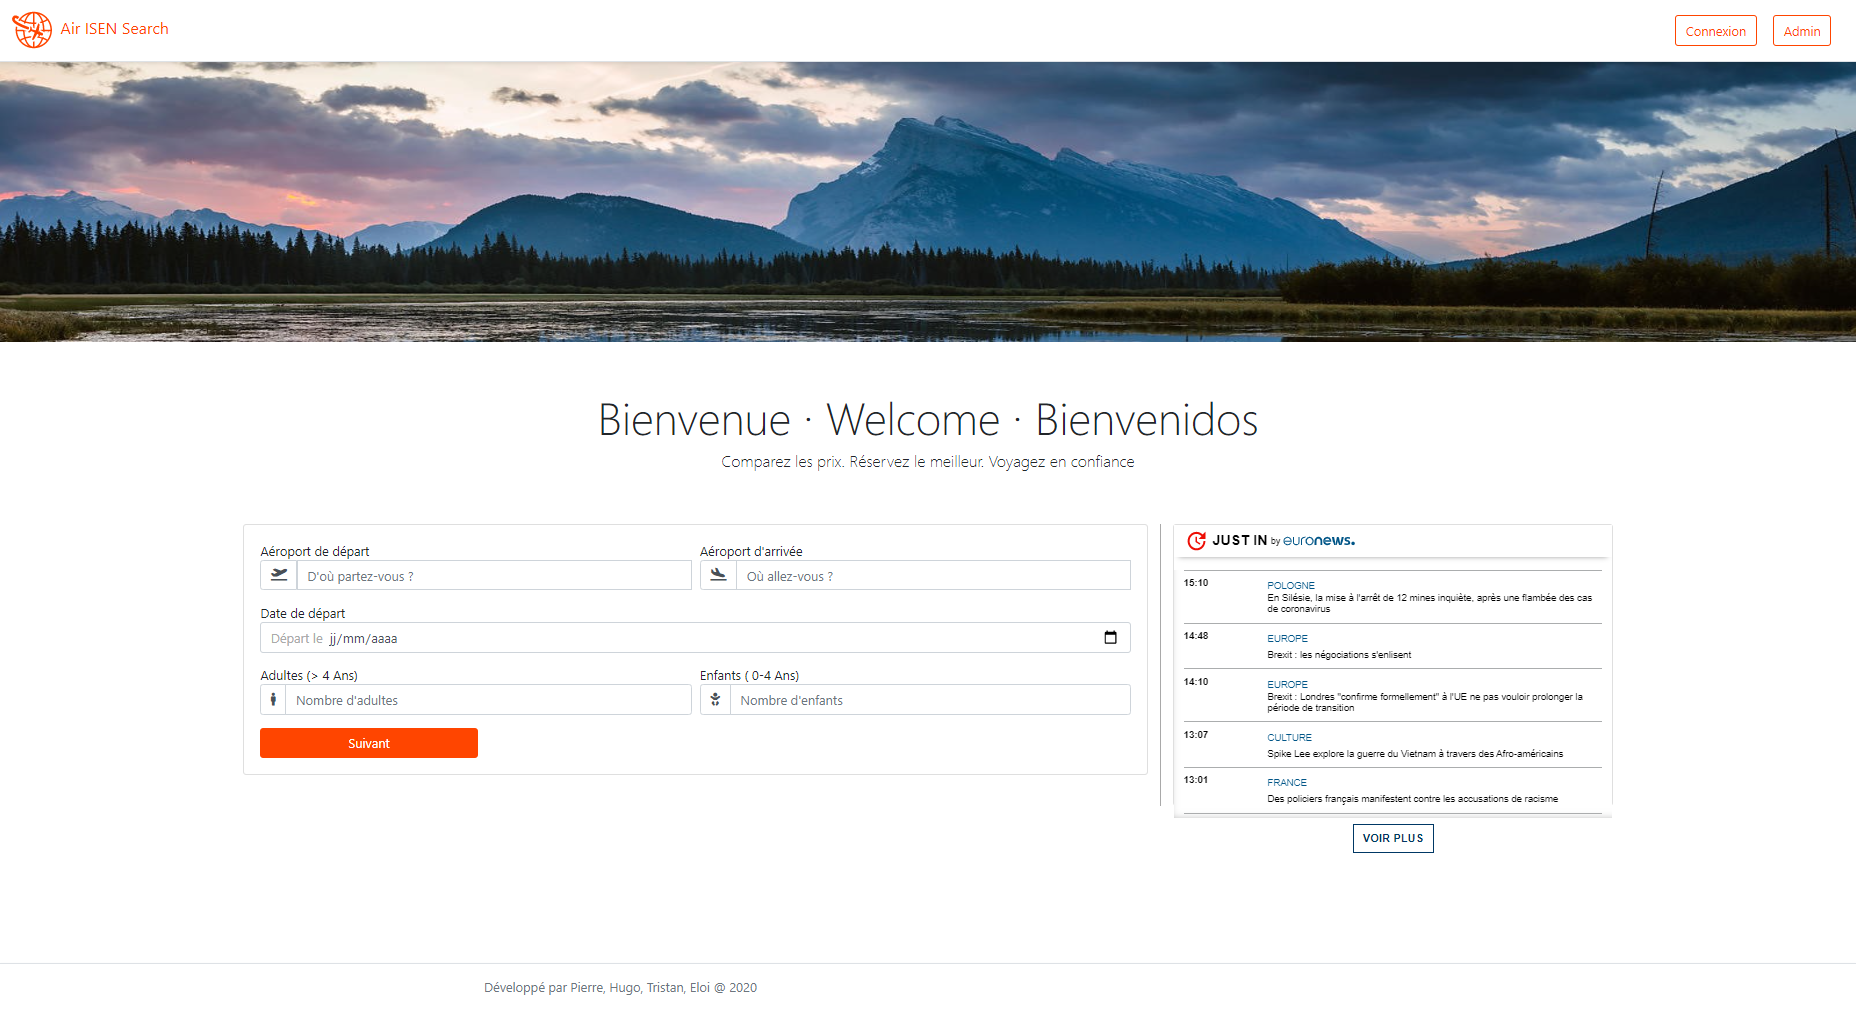 Air ISEN Search
Connexion
Admin
Bienvenue · Welcome · Bienvenidos
Comparez les prix. Réservez le meilleur. Voyagez en confiance
Aéroport de départ
D'où partez-vous ?
Aéroport d'arrivée
Où allez-vous ?
Date de départ
Départ le jj/mm/aaaa
Adultes (> 4 Ans)
Nombre d'adultes
Enfants ( 0-4 Ans)
Nombre d'enfants
Suivant
JUST IN by euronews.
15:10
POLOGNE
En Silésie, la mise à l'arrêt de 12 mines inquiète, après une flambée des cas
de coronavirus
14:48
EUROPE
Brexit : les négociations s'enlisent
14:10
EUROPE
Brexit : Londres "confirme formellement" à l'UE ne pas vouloir prolonger la
période de transition
13:07
CULTURE
Spike Lee explore la guerre du Vietnam à travers des Afro-américains
13:01
FRANCE
Des policiers français manifestent contre les accusations de racisme
VOIR PLUS
Développé par Pierre, Hugo, Tristan, Eloi @ 2020